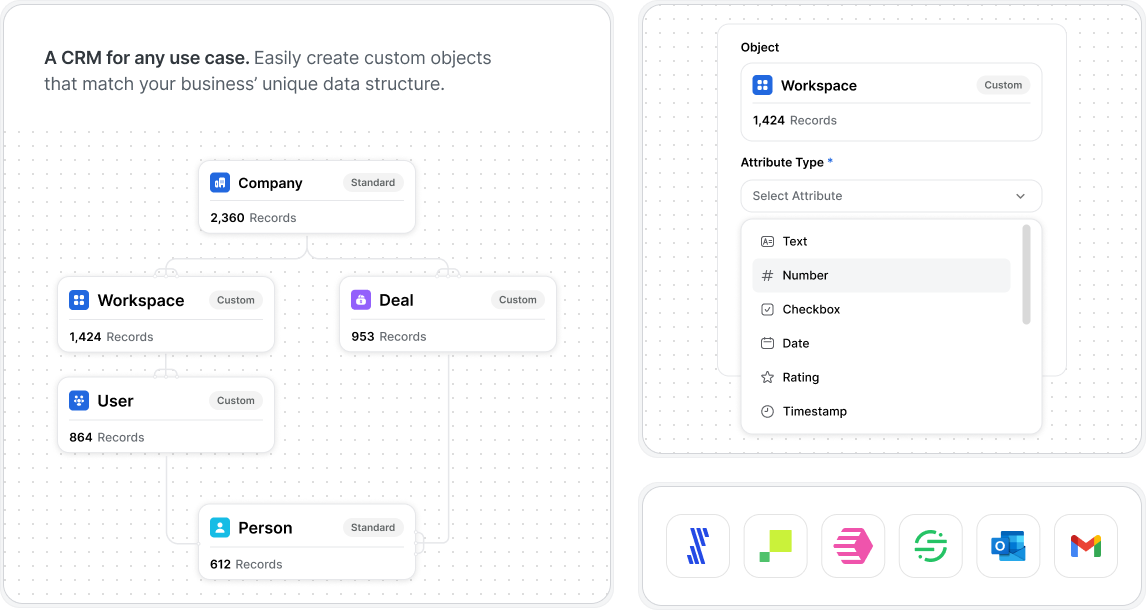 A CRM for any use case. Easily create custom objects
that match your business’ unique data structure.
Company Standard
2,360 Records
Workspace Custom
1,424 Records
Deal Custom
953 Records
User Custom
864 Records
Person Standard
612 Records
Object
Workspace Custom
1,424 Records
Attribute Type *
Select Attribute
Text
Number
Checkbox
Date
Rating
Timestamp